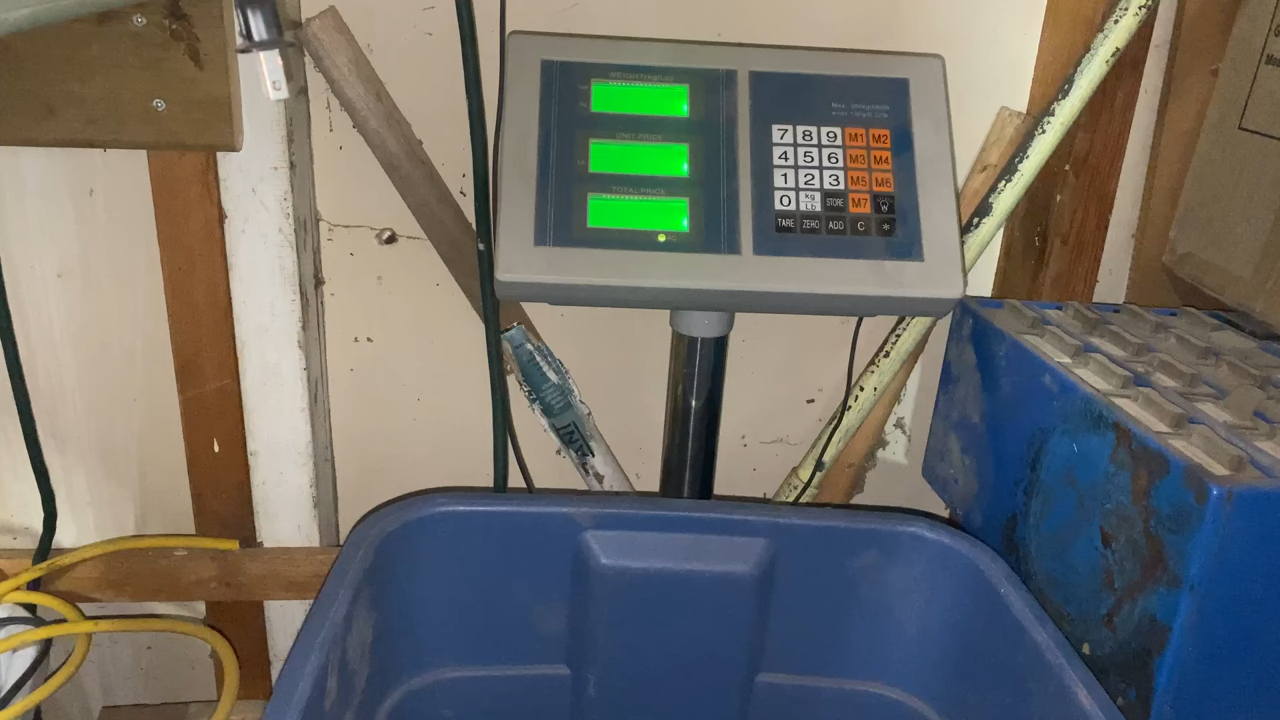 WEIGHT(kg/Lb)
UNIT PRICE
TOTAL PRICE
7 8 9 M1 M2
4 5 6 M3 M4
1 2 3 M5 M6
0 kg Lb STORE M7
TARE ZERO ADD C *